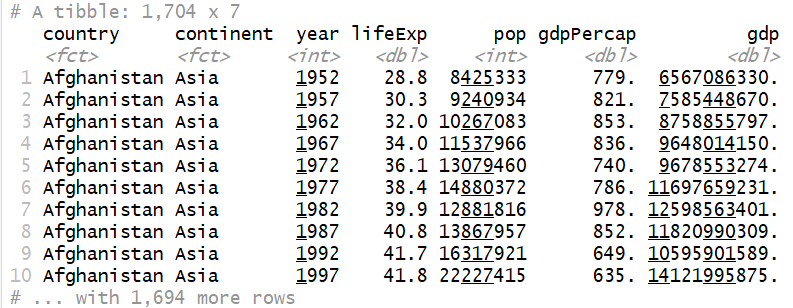 # A tibble: 1,704 x 7
country continent year lifeExp pop gdpPercap gdp
<fct> <fct> <int> <dbl> <int> <dbl> <dbl>
1 Afghanistan Asia 1952 28.8 8425333 779. 6567086330.
2 Afghanistan Asia 1957 30.3 9240934 821. 7585448670.
3 Afghanistan Asia 1962 32.0 10267083 853. 8758855797.
4 Afghanistan Asia 1967 34.0 11537966 836. 9648014150.
5 Afghanistan Asia 1972 36.1 13079460 740. 9678553274.
6 Afghanistan Asia 1977 38.4 14880372 786. 11697659231.
7 Afghanistan Asia 1982 39.9 12881816 978. 12598563401.
8 Afghanistan Asia 1987 40.8 13867957 852. 11820990309.
9 Afghanistan Asia 1992 41.7 16317921 649. 10595901589.
10 Afghanistan Asia 1997 41.8 22227415 635. 14121995875.
# ... with 1,694 more rows